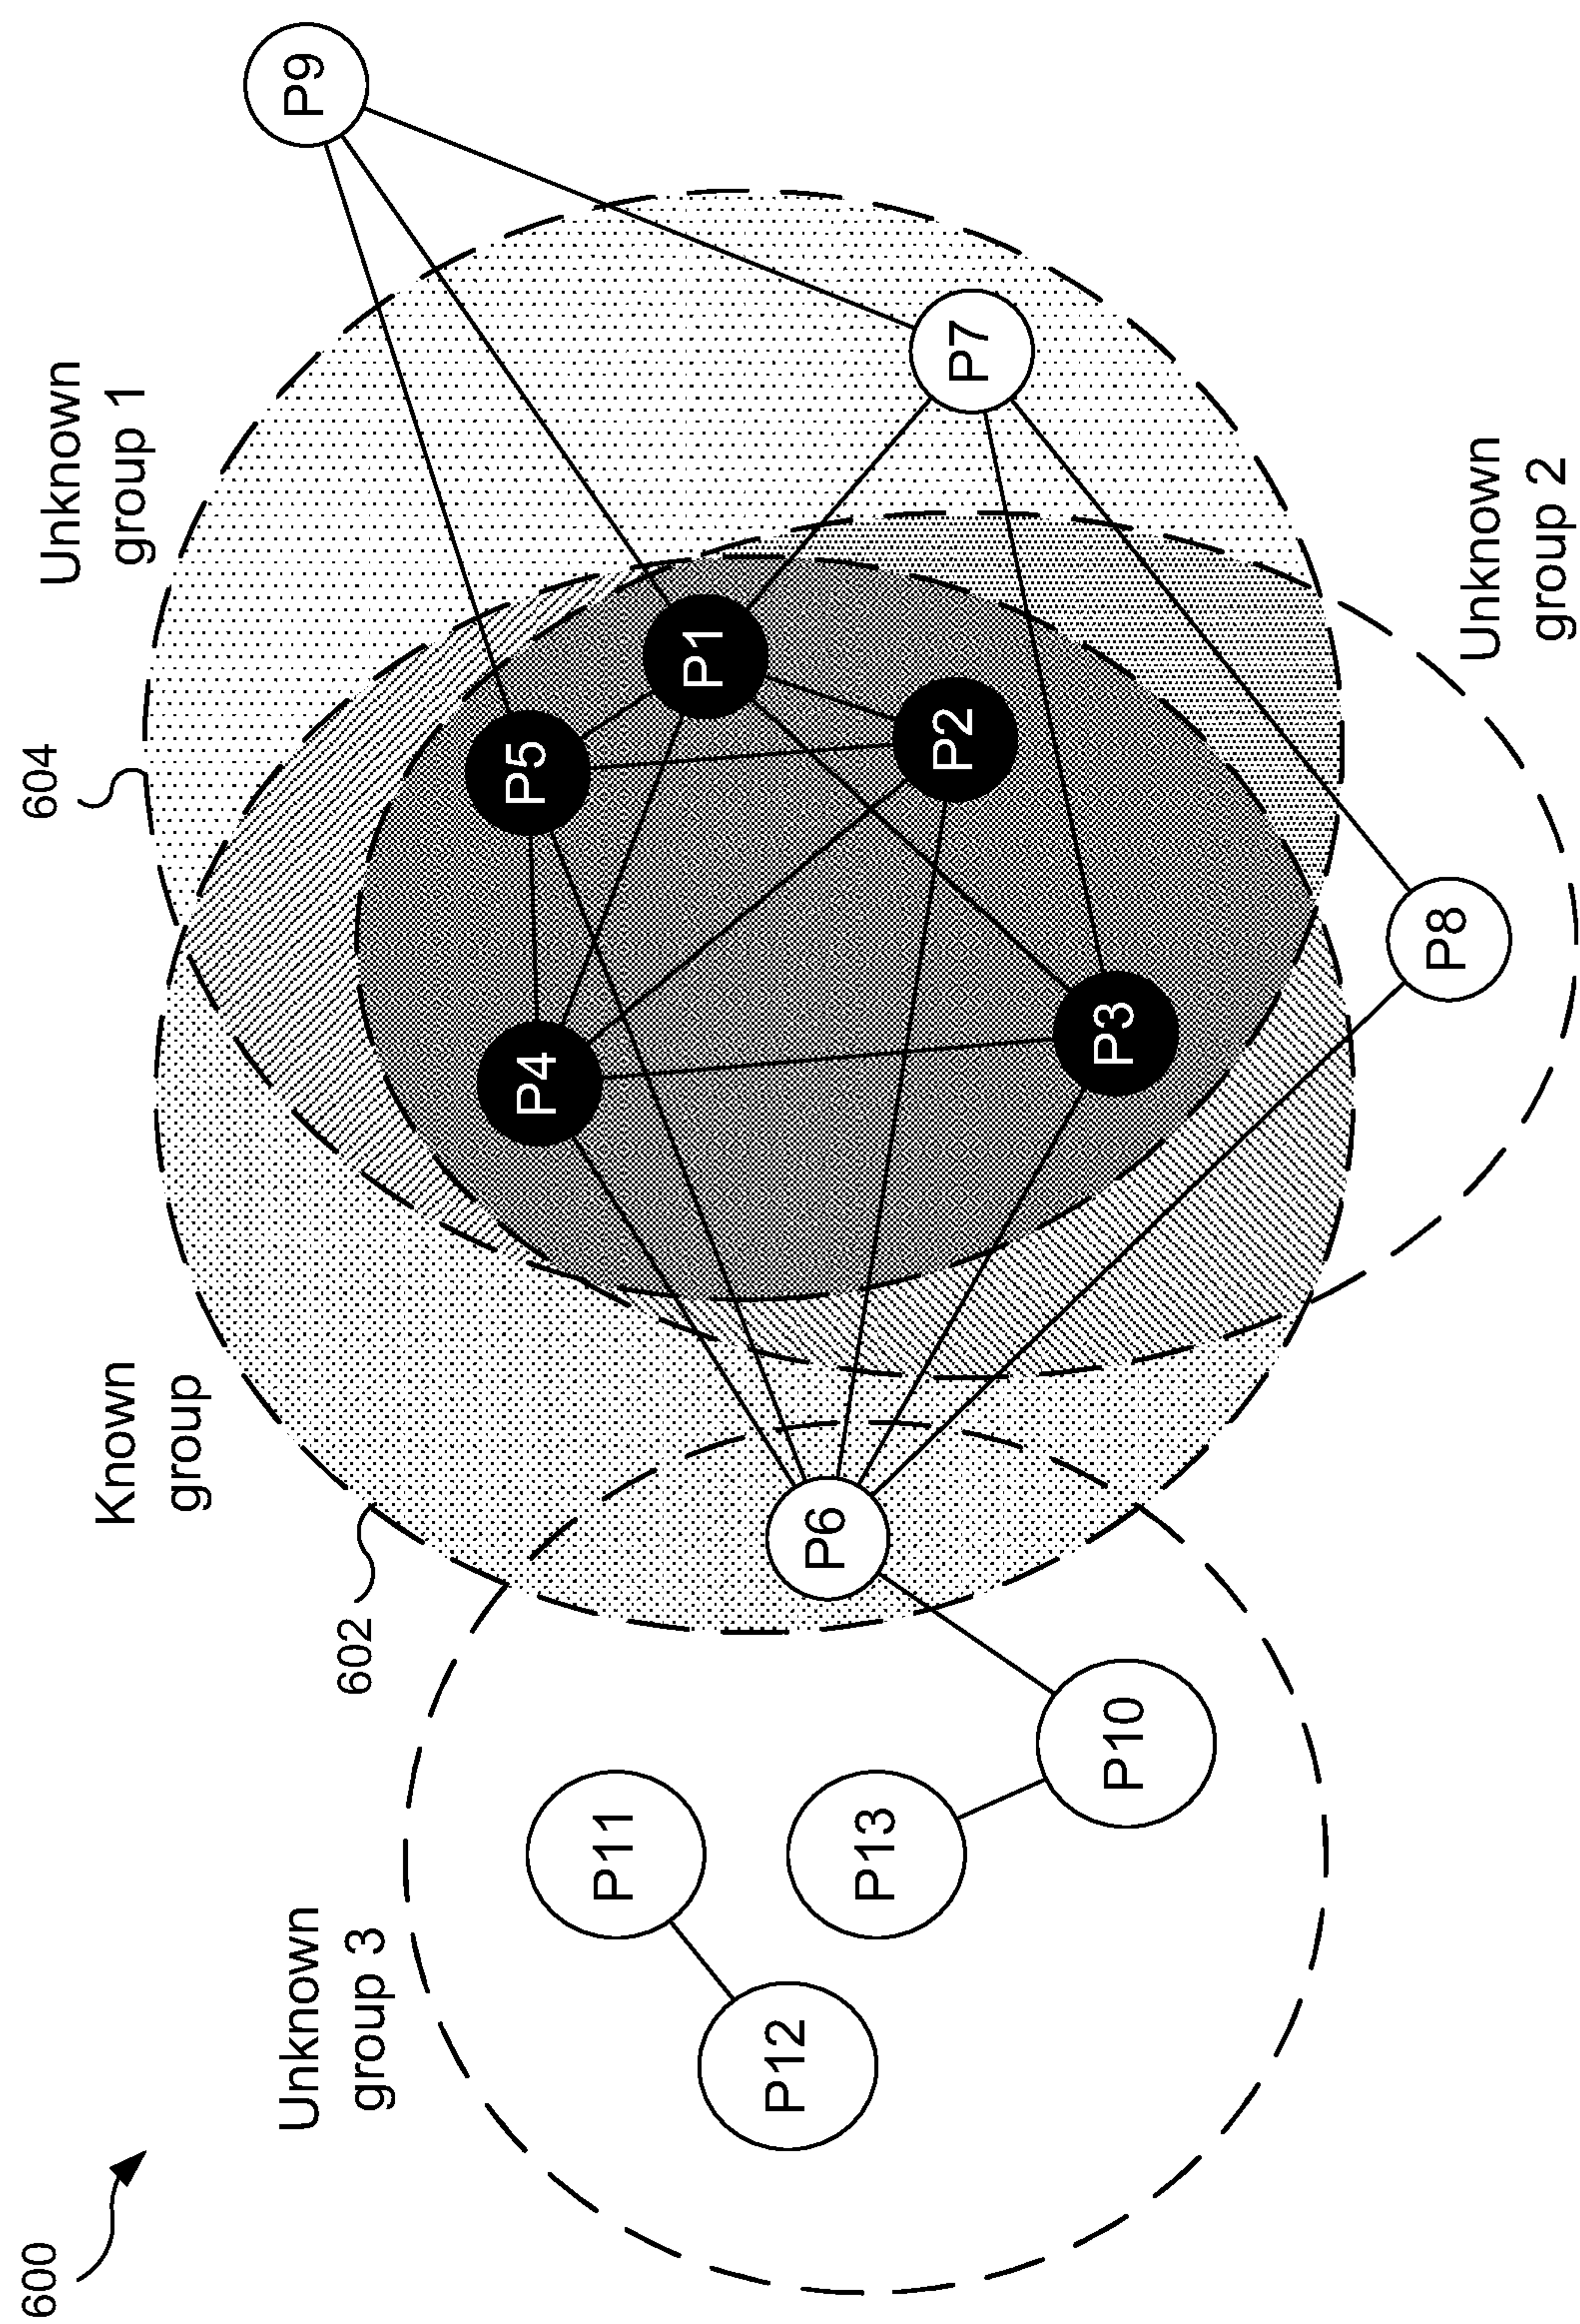 600
604
Unknown
group 1
Known
group
Unknown
group 3
P9
602
P5
P4
P11
P1
P12
P6
P13
P2
P7
P3
P10
P8
Unknown
group 2